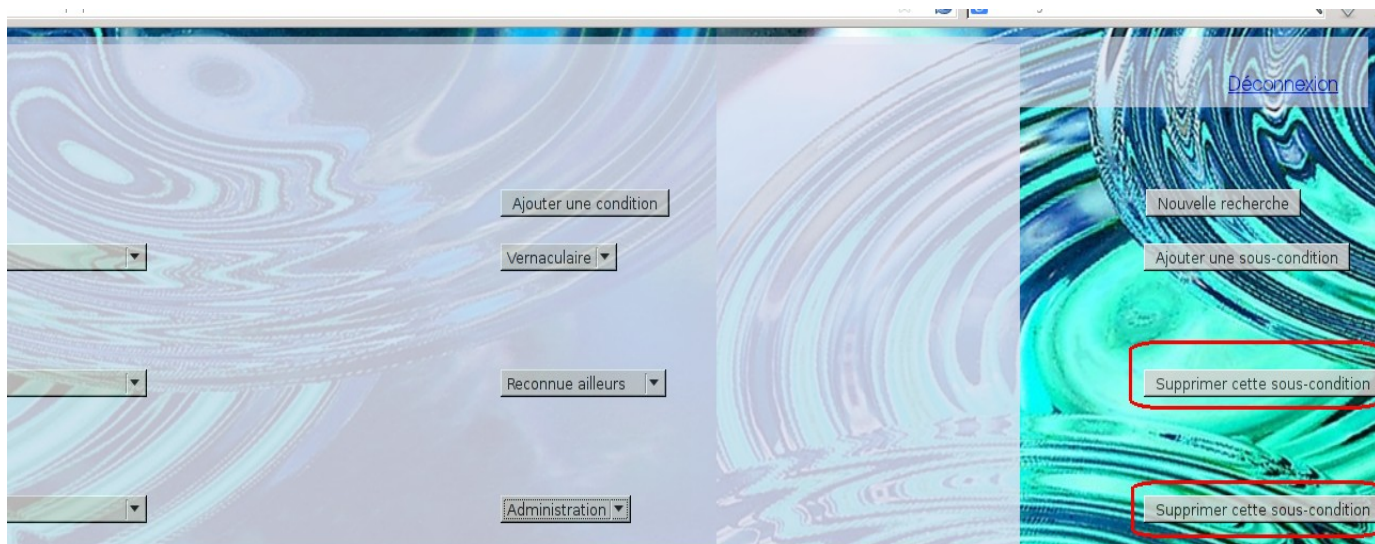 Déconnexion
Ajouter une condition
Nouvelle recherche
Vernaculaire
Ajouter une sous-condition
Reconnue ailleurs
Supprimer cette sous-condition
Administration
Supprimer cette sous-condition